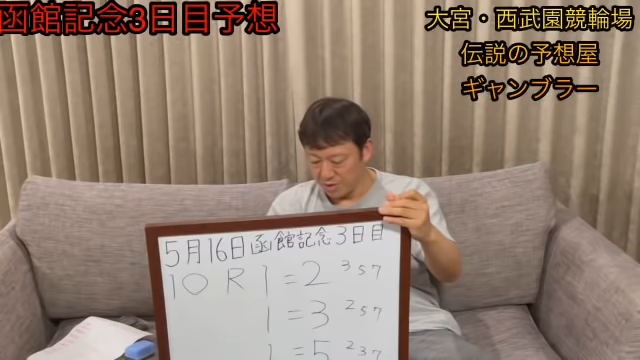 函館記念3日目予想
大宮・西武園競輪場
伝説の予想屋
ギャンブラー
5月16日函館記念3日目
10R 1=2 357
1=3 257
1=5 237